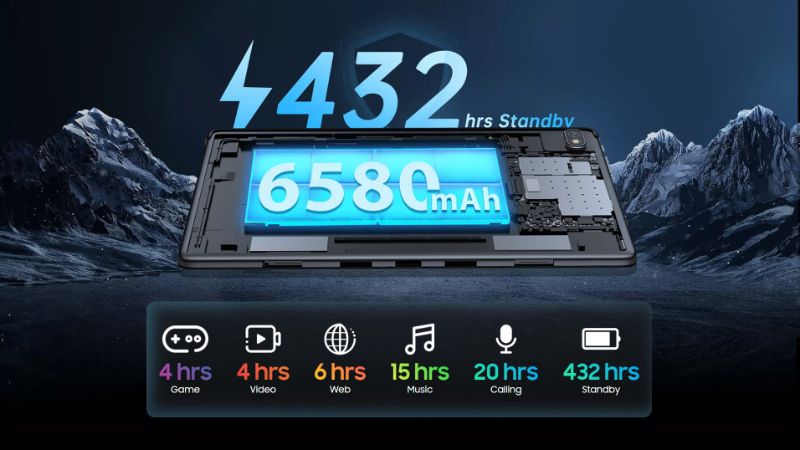 432
hrs Standby
6580mAh
4 hrs
Game
4 hrs
Video
6 hrs
Web
15 hrs
Music
20 hrs
Calling
432 hrs
Standby